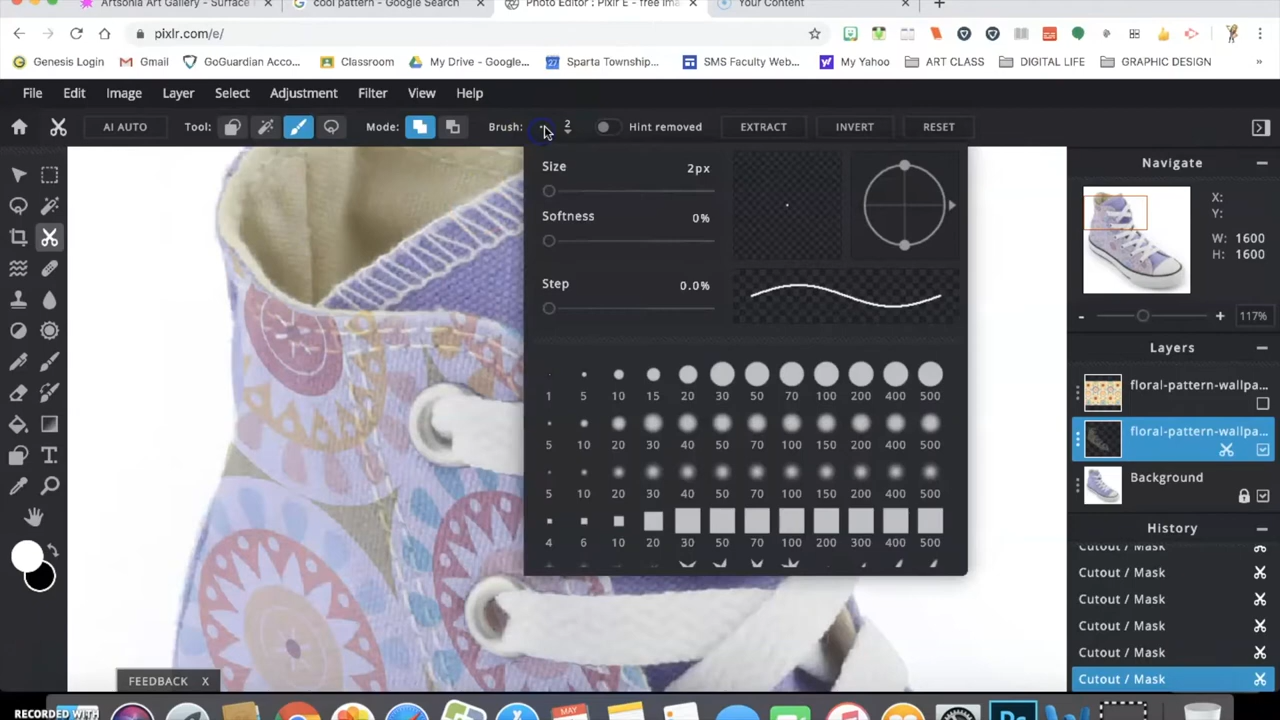 Artsonia Art Gallery - Surface
cool pattern - Google Search
Photo Editor : Pixlr E - free ima
Your Content
pixlr.com/e/
Genesis Login
Gmail
GoGuardian Acco...
Classroom
My Drive - Google...
27
Sparta Township...
SMS Faculty Web...
My Yahoo
ART CLASS
DIGITAL LIFE
GRAPHIC DESIGN
»
File Edit Image Layer Select Adjustment Filter View Help
AI AUTO Tool: Mode: Brush: 2 Hint removed EXTRACT INVERT RESET
Size 2px
Softness 0%
Step 0.0%
1 5 10 15 20 30 50 70 100 200 400 500
5 10 20 30 40 50 70 100 150 200 400 500
5 10 20 30 40 50 70 100 150 200 400 500
4 6 10 20 30 50 70 100 200 300 400 500
Navigate
X:
Y:
W: 1600
H: 1600
- + 117%
Layers
floral-pattern-wallpa...
floral-pattern-wallpa...
Background
History
Cutout / Mask
Cutout / Mask
Cutout / Mask
Cutout / Mask
Cutout / Mask
Cutout / Mask
FEEDBACK X
RECORDED WITH
MAY